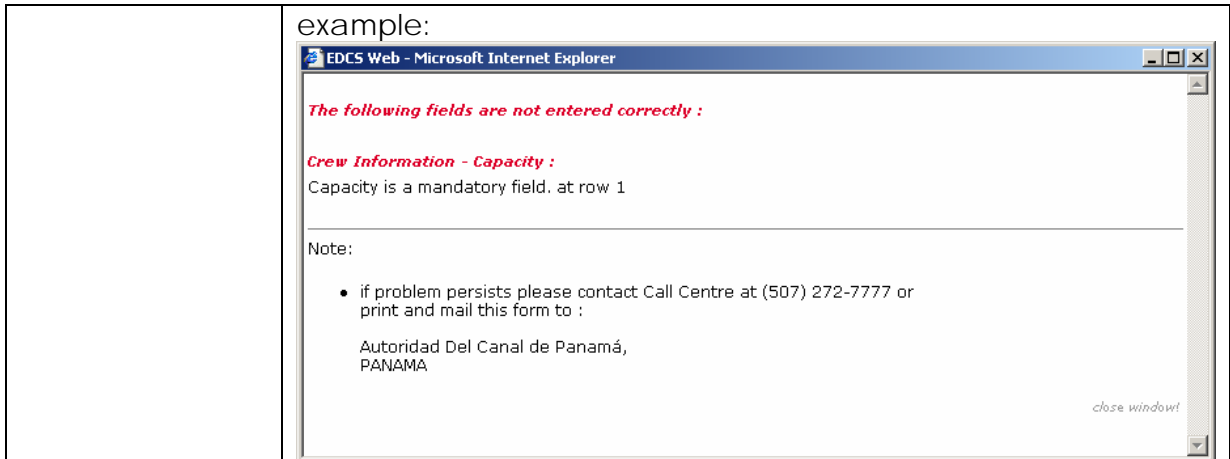 example:
EDCS Web - Microsoft Internet Explorer
The following fields are not entered correctly :
Crew Information - Capacity :
Capacity is a mandatory field. at row 1
Note:
• if problem persists please contact Call Centre at (507) 272-7777 or
print and mail this form to :
Autoridad Del Canal de Panamá,
PANAMA
close window!